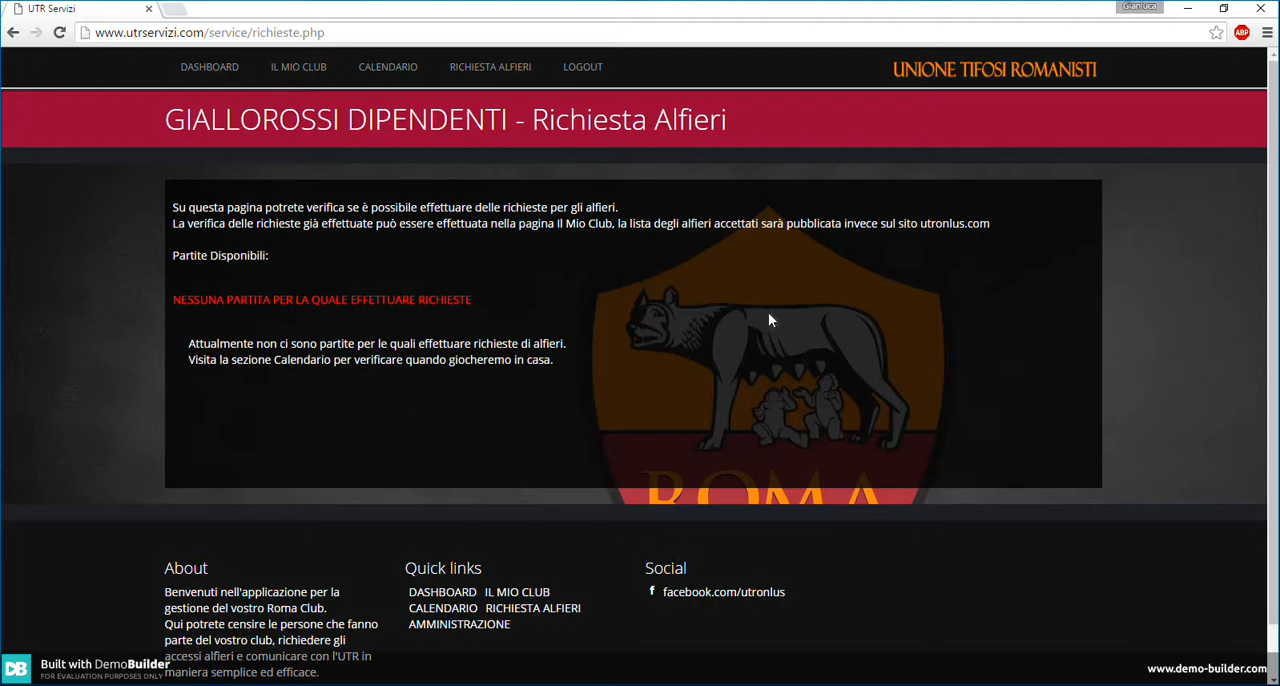 UTR Servizi
Gianluca
www.utrservizi.com/service/richieste.php
ABP
DASHBOARD IL MIO CLUB CALENDARIO RICHIESTA ALFIERI LOGOUT
UNIONE TIFOSI ROMANISTI
GIALLOROSSI DIPENDENTI - Richiesta Alfieri
Su questa pagina potrete verifica se è possibile effettuare delle richieste per gli alfieri.
La verifica delle richieste già effettuate può essere effettuata nella pagina Il Mio Club, la lista degli alfieri accettati sarà pubblicata invece sul sito utronlus.com
Partite Disponibili:
NESSUNA PARTITA PER LA QUALE EFFETTUARE RICHIESTE
Attualmente non ci sono partite per le quali effettuare richieste di alfieri.
Visita la sezione Calendario per verificare quando giocheremo in casa.
ROMA
About
Benvenuti nell'applicazione per la
gestione del vostro Roma Club.
Qui potrete censire le persone che fanno
parte del vostro club, richiedere gli
accessi alfieri e comunicare con l'UTR in
maniera semplice ed efficace.
Quick links
DASHBOARD IL MIO CLUB
CALENDARIO RICHIESTA ALFIERI
AMMINISTRAZIONE
Social
f facebook.com/utronlus
DB
Built with DemoBuilder
FOR EVALUATION PURPOSES ONLY
www.demo-builder.com